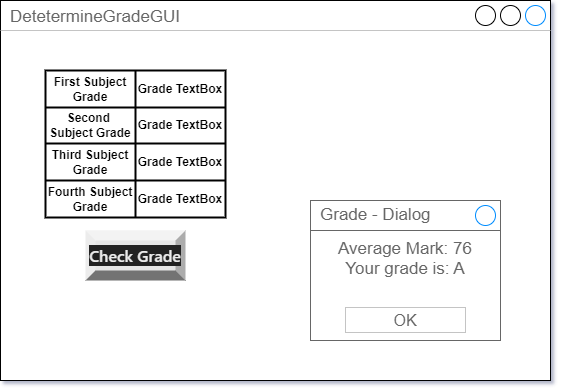 DetetermineGradeGUI
First Subject
Grade
Grade TextBox
Second
Subject Grade
Grade TextBox
Third Subject
Grade
Grade TextBox
Fourth Subject
Grade
Grade TextBox
Check Grade
Grade - Dialog
Average Mark: 76
Your grade is: A
OK